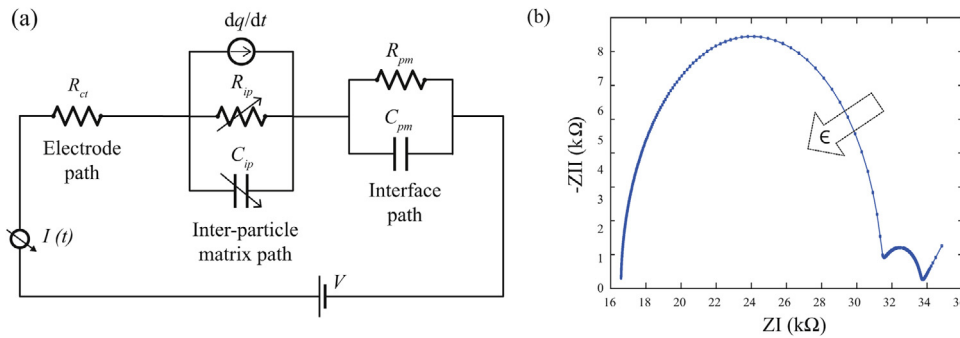 (a)
dq/dt
R_ct
Electrode
path
R_ip
C_ip
Inter-particle
matrix path
R_pm
C_pm
Interface
path
I (t)
V
(b)
-ZII (kΩ)
8
7
6
5
4
3
2
1
0
ϵ
16 18 20 22 24 26 28 30 32 34 36
ZI (kΩ)